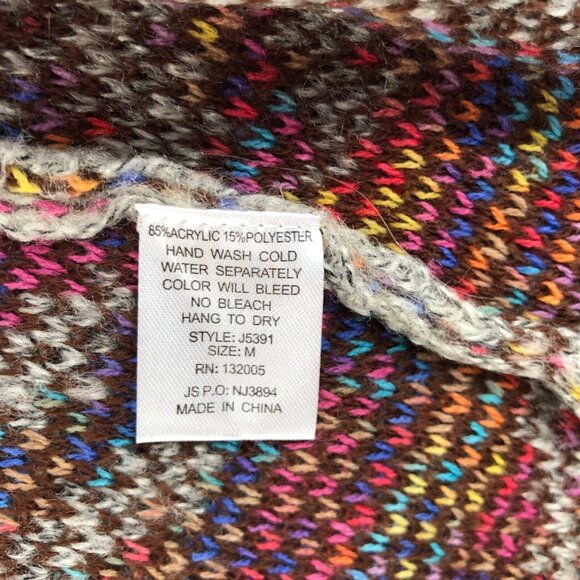 85%ACRYLIC 15%POLYESTER
HAND WASH COLD
WATER SEPARATELY
COLOR WILL BLEED
NO BLEACH
HANG TO DRY
STYLE: J5391
SIZE: M
RN: 132005
JS P.O: NJ3894
MADE IN CHINA